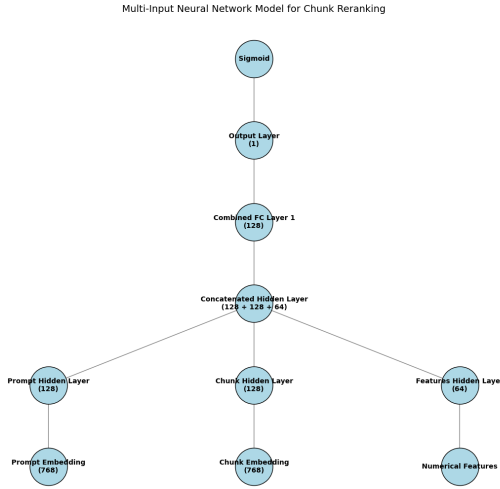 Multi-Input Neural Network Model for Chunk Reranking
Sigmoid
Output Layer
(1)
Combined FC Layer 1
(128)
Concatenated Hidden Layer
(128 + 128 + 64)
Prompt Hidden Layer
(128)
Chunk Hidden Layer
(128)
Features Hidden Laye
(64)
Prompt Embedding
(768)
Chunk Embedding
(768)
Numerical Features